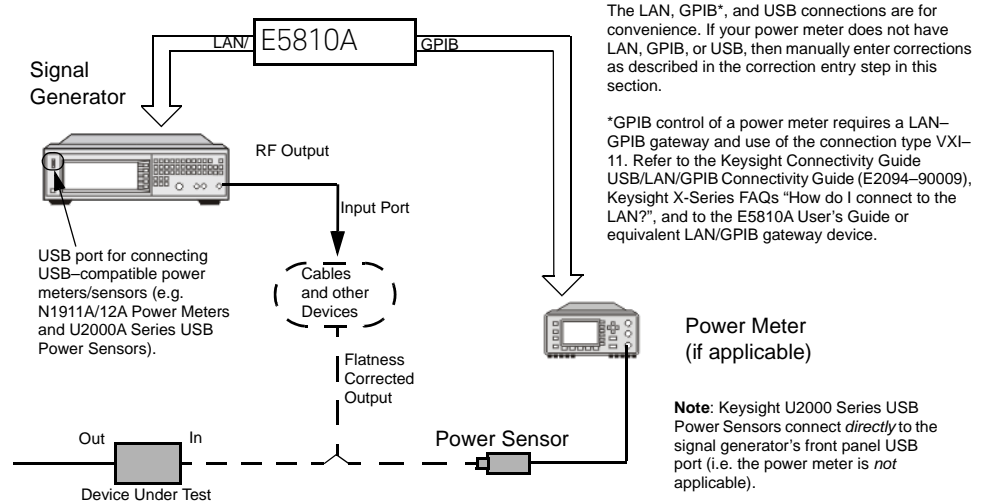 The LAN, GPIB*, and USB connections are for
convenience. If your power meter does not have
LAN, GPIB, or USB, then manually enter corrections
as described in the correction entry step in this
section.
*GPIB control of a power meter requires a LAN–
GPIB gateway and use of the connection type VXI–
11. Refer to the Keysight Connectivity Guide
USB/LAN/GPIB Connectivity Guide (E2094–90009),
Keysight X-Series FAQs “How do I connect to the
LAN?”, and to the E5810A User’s Guide or
equivalent LAN/GPIB gateway device.
LAN/
E5810A
GPIB
Signal
Generator
RF Output
Input Port
USB port for connecting
USB–compatible power
meters/sensors (e.g.
N1911A/12A Power Meters
and U2000A Series USB
Power Sensors).
Cables
and other
Devices
Power Meter
(if applicable)
Flatness
Corrected
Output
Note: Keysight U2000 Series USB
Power Sensors connect directly to the
signal generator’s front panel USB
port (i.e. the power meter is not
applicable).
Out
In
Power Sensor
Device Under Test